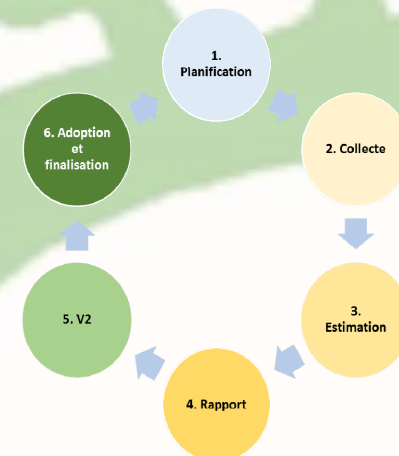 1.
Planification
2. Collecte
3.
Estimation
4. Rapport
5. V2
6. Adoption
et
finalisation